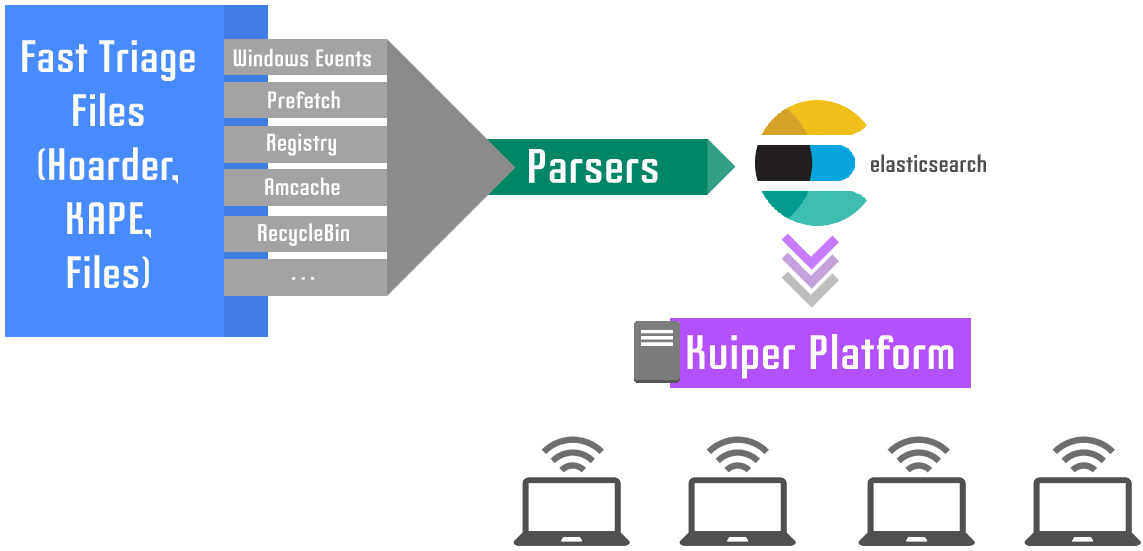 Fast Triage
Files
(Hoarder,
KAPE,
Files)
Windows Events
Prefetch
Registry
Amcache
RecycleBin
...
Parsers
elasticsearch
Kuiper Platform